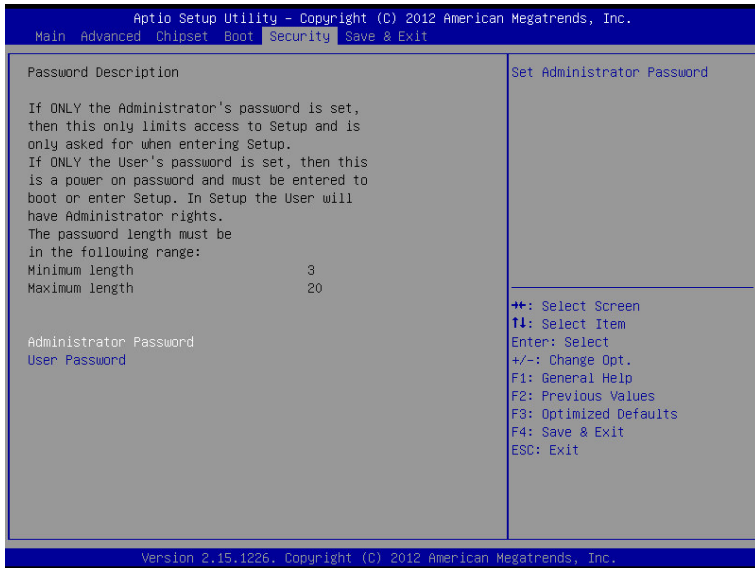 Aptio Setup Utility – Copyright (C) 2012 American Megatrends, Inc.
Main Advanced Chipset Boot Security Save & Exit
Password Description
If ONLY the Administrator's password is set,
then this only limits access to Setup and is
only asked for when entering Setup.
If ONLY the User's password is set, then this
is a power on password and must be entered to
boot or enter Setup. In Setup the User will
have Administrator rights.
The password length must be
in the following range:
Minimum length 3
Maximum length 20
Administrator Password
User Password
Set Administrator Password
→←: Select Screen
↑↓: Select Item
Enter: Select
+/-: Change Opt.
F1: General Help
F2: Previous Values
F3: Optimized Defaults
F4: Save & Exit
ESC: Exit
Version 2.15.1226. Copyright (C) 2012 American Megatrends, Inc.